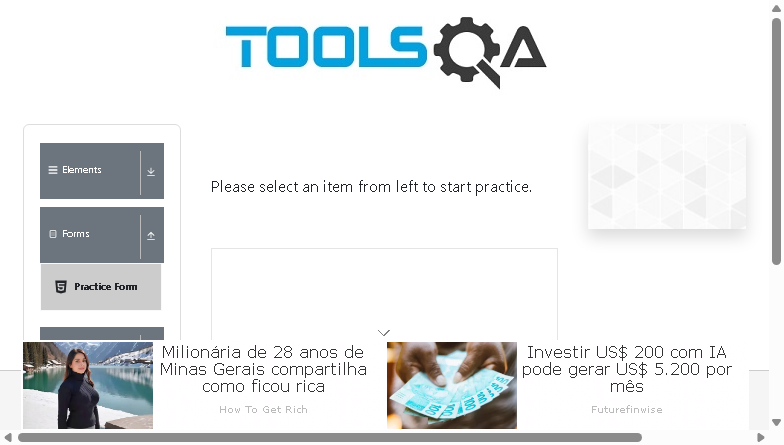 TOOLSQA
Elements
Forms
Practice Form
Please select an item from left to start practice.
Milionária de 28 anos de
Minas Gerais compartilha
como ficou rica
How To Get Rich
Investir US$ 200 com IA
pode gerar US$ 5.200 por
mês
Futurefinwise